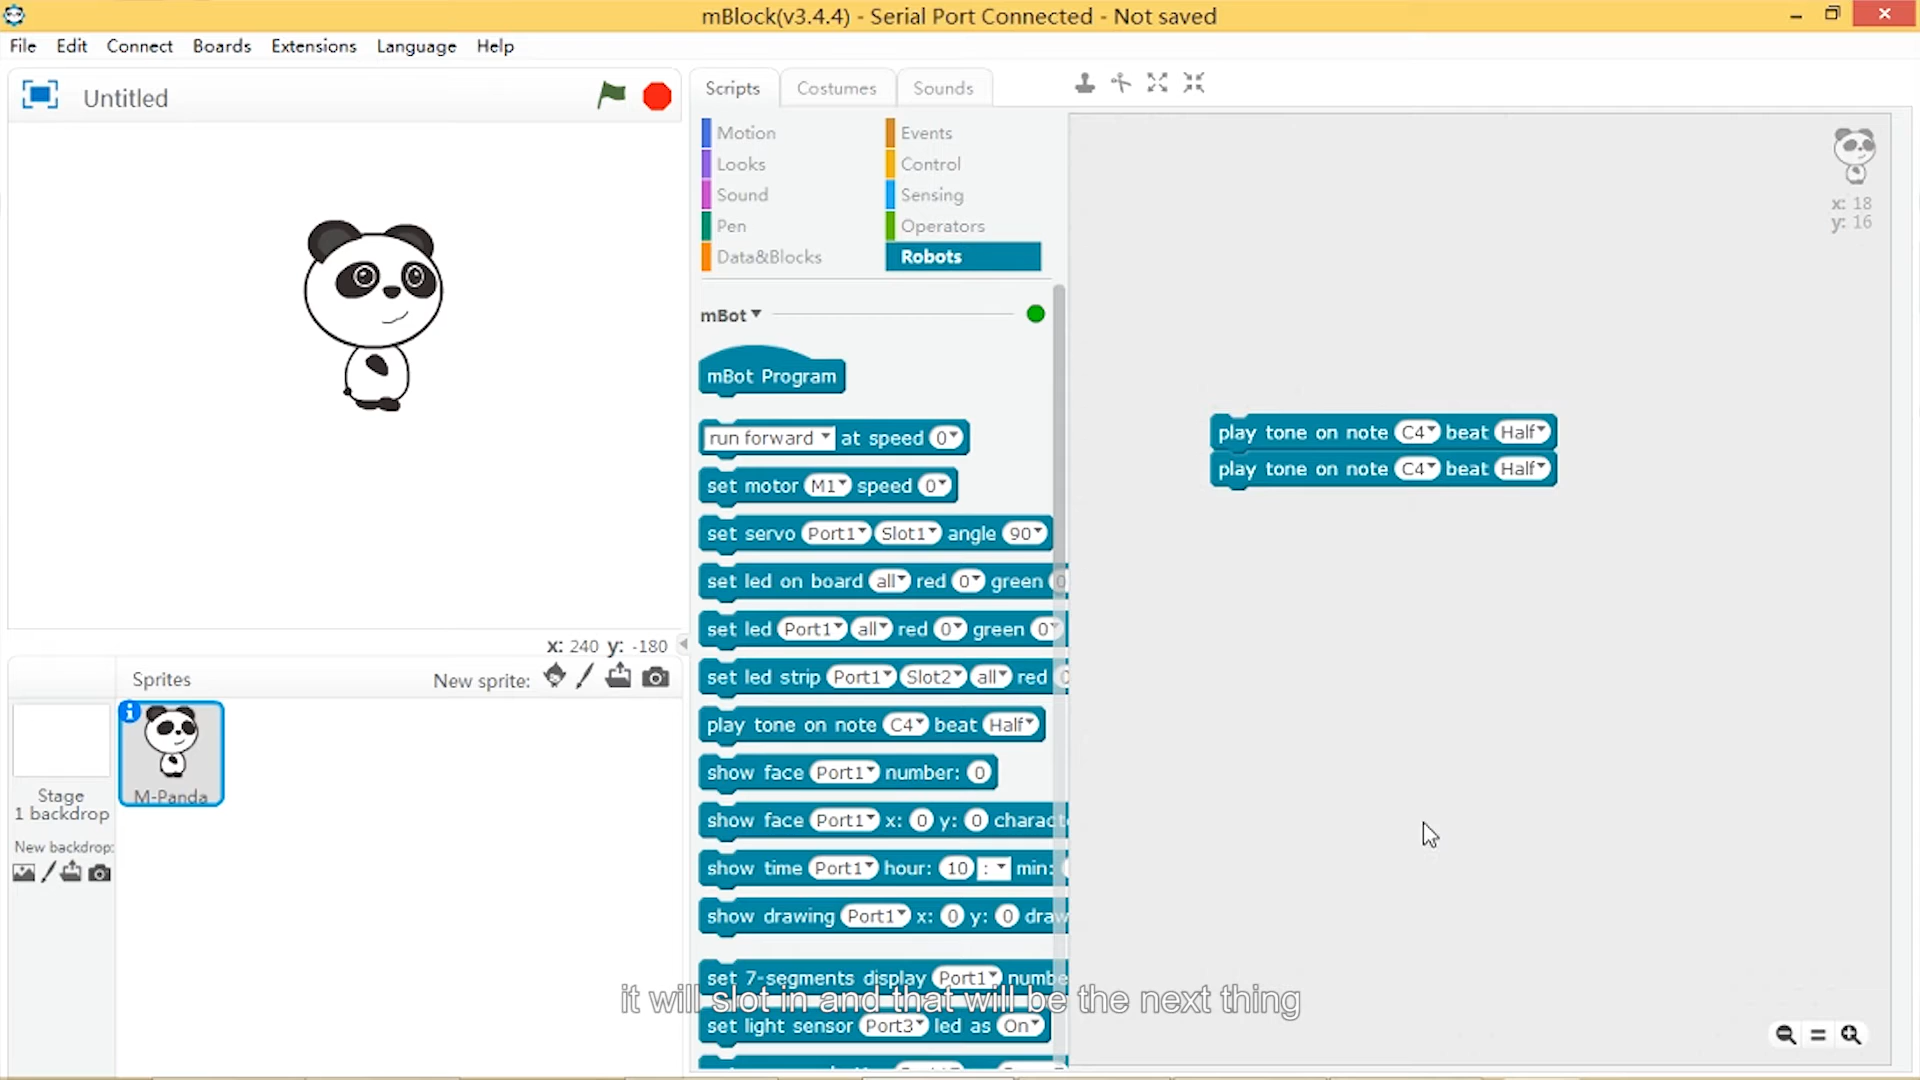 mBlock(v3.4.4) - Serial Port Connected - Not saved
File Edit Connect Boards Extensions Language Help
Untitled
Scripts Costumes Sounds
Motion Events
Looks Control
Sound Sensing
Pen Operators
Data&Blocks Robots
x: 18
y: 16
mBot
mBot Program
run forward at speed 0
set motor M1 speed 0
set servo Port1 Slot1 angle 90
set led on board all red 0 green 0
set led Port1 all red 0 green 0
set led strip Port1 Slot2 all red 0
play tone on note C4 beat Half
show face Port1 number: 0
show face Port1 x: 0 y: 0 characte
show time Port1 hour: 10 : min:
show drawing Port1 x: 0 y: 0 draw
set 7-segments display Port1 numbe
set light sensor Port3 led as On
play tone on note C4 beat Half
play tone on note C4 beat Half
x: 240 y: -180
Sprites New sprite:
M-Panda
Stage
1 backdrop
New backdrop:
it will slot in and that will be the next thing